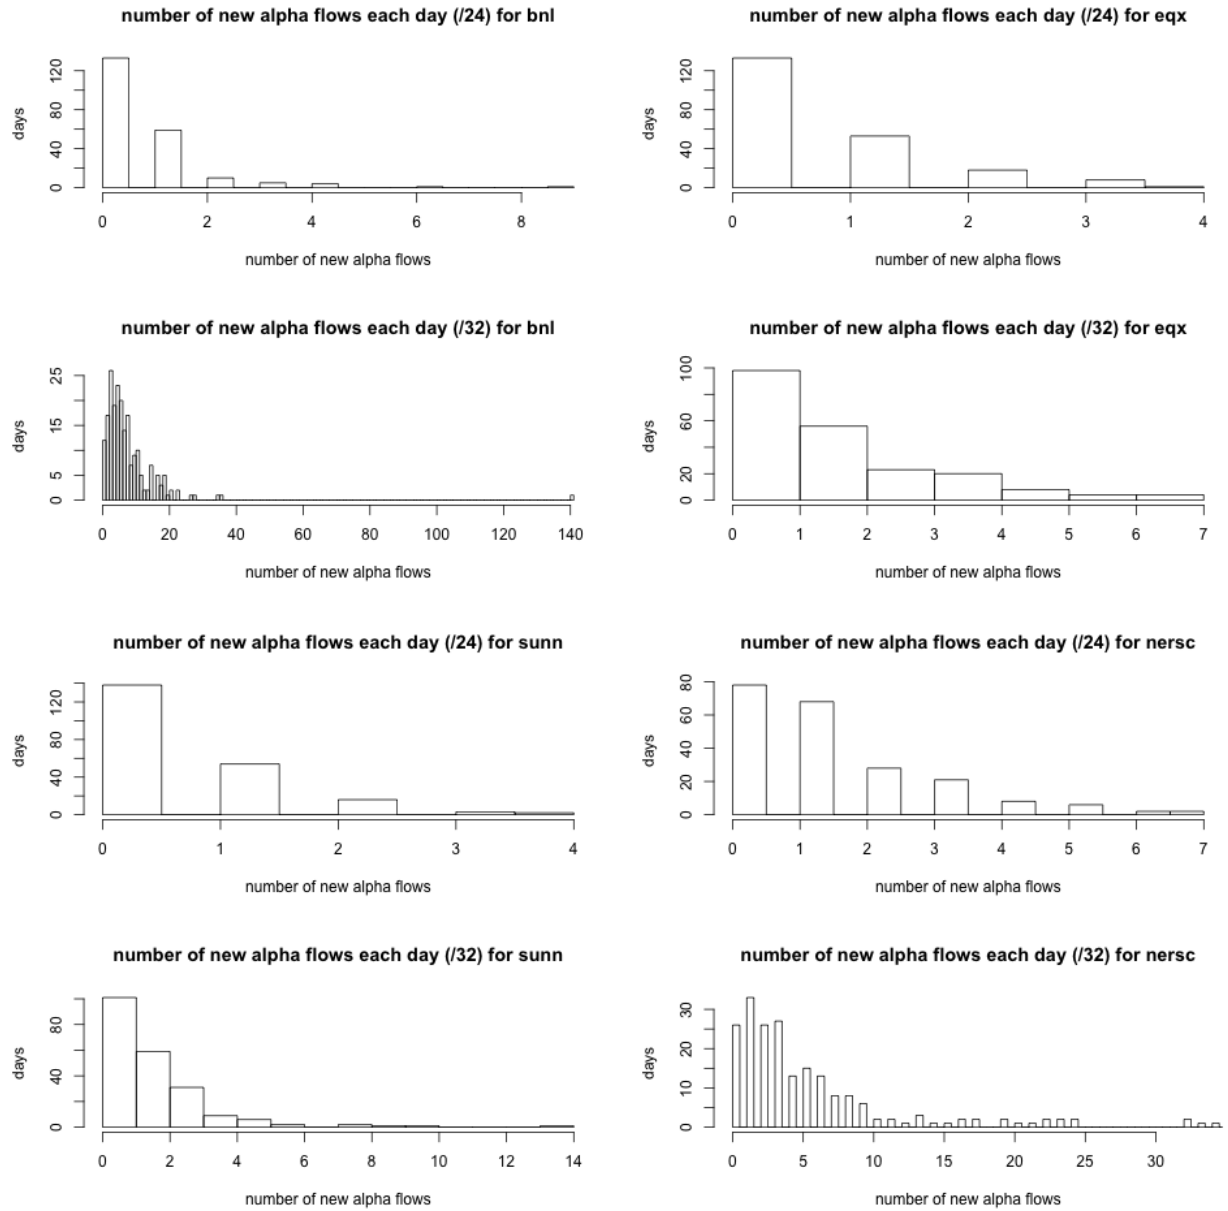 number of new alpha flows each day (/24) for bnl
days
0 40 80 120
0 2 4 6 8
number of new alpha flows
number of new alpha flows each day (/24) for eqx
days
0 40 80 120
0 1 2 3 4
number of new alpha flows
number of new alpha flows each day (/32) for bnl
days
0 5 15 25
0 20 40 60 80 100 120 140
number of new alpha flows
number of new alpha flows each day (/32) for eqx
days
0 20 60 100
0 1 2 3 4 5 6 7
number of new alpha flows
number of new alpha flows each day (/24) for sunn
days
0 40 80 120
0 1 2 3 4
number of new alpha flows
number of new alpha flows each day (/24) for nersc
days
0 20 40 60 80
0 1 2 3 4 5 6 7
number of new alpha flows
number of new alpha flows each day (/32) for sunn
days
0 40 80
0 2 4 6 8 10 12 14
number of new alpha flows
number of new alpha flows each day (/32) for nersc
days
0 10 20 30
0 5 10 15 20 25 30
number of new alpha flows